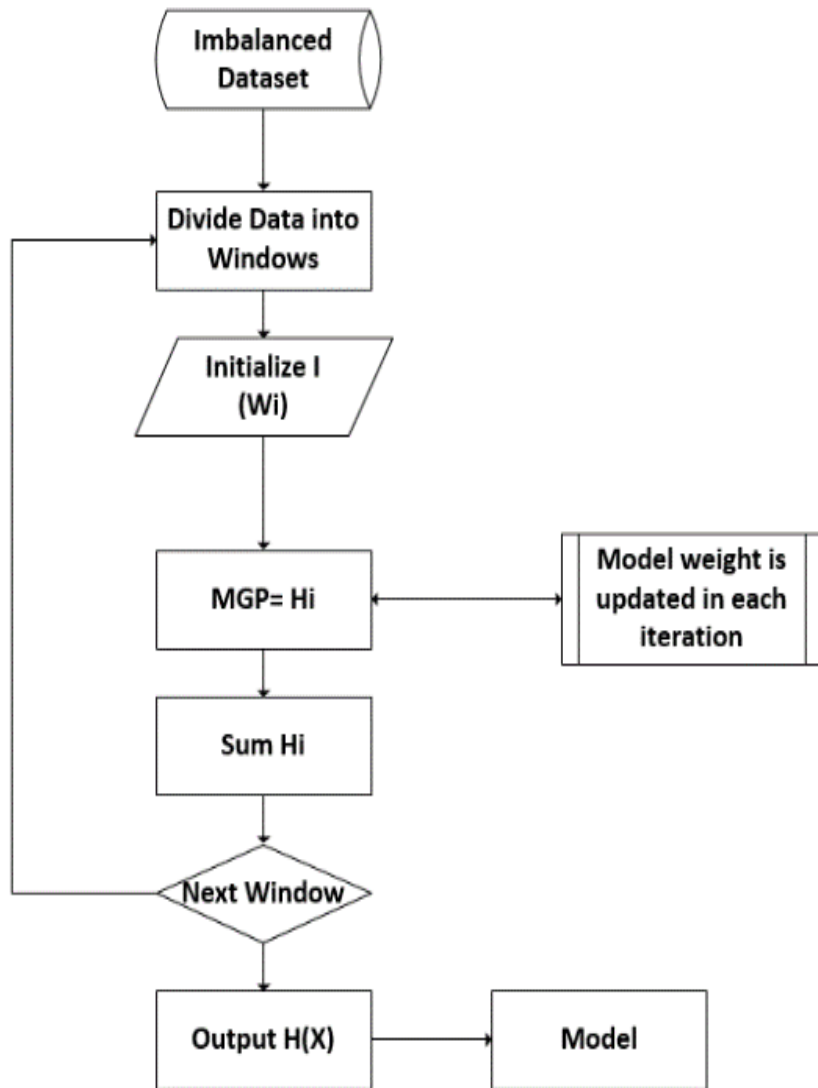 Imbalanced
Dataset
Divide Data into
Windows
Initialize I
(Wi)
MGP= Hi
Model weight is
updated in each
iteration
Sum Hi
Next Window
Output H(X)
Model